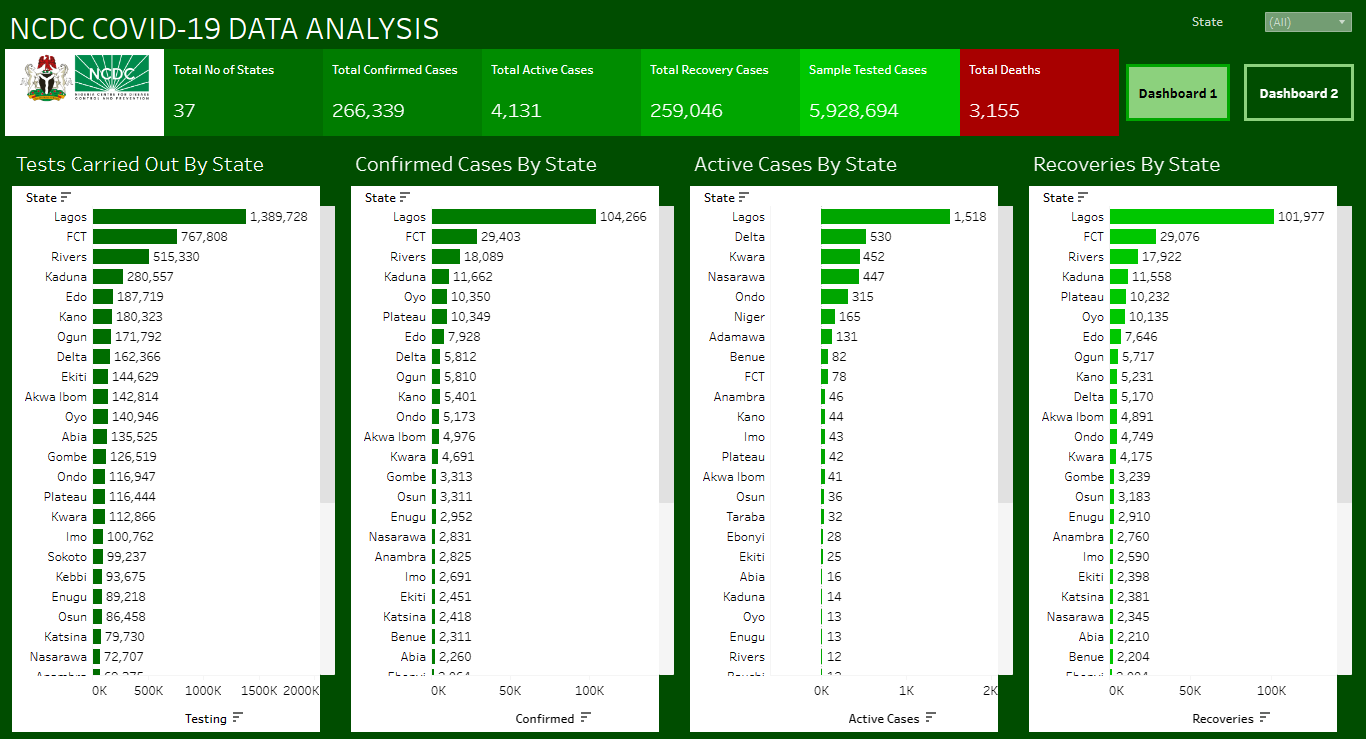 NCDC COVID-19 DATA ANALYSIS
State
(All)
NCDC
NIGERIA CENTRE FOR DISEASE
CONTROL AND PREVENTION
Total No of States
37
Total Confirmed Cases
266,339
Total Active Cases
4,131
Total Recovery Cases
259,046
Sample Tested Cases
5,928,694
Total Deaths
3,155
Dashboard 1
Dashboard 2
Tests Carried Out By State
State
Lagos 1,389,728
FCT 767,808
Rivers 515,330
Kaduna 280,557
Edo 187,719
Kano 180,323
Ogun 171,792
Delta 162,366
Ekiti 144,629
Akwa Ibom 142,814
Oyo 140,946
Abia 135,525
Gombe 126,519
Ondo 116,947
Plateau 116,444
Kwara 112,866
Imo 100,762
Sokoto 99,237
Kebbi 93,675
Enugu 89,218
Osun 86,458
Katsina 79,730
Nasarawa 72,707
0K 500K 1000K 1500K 2000K
Testing
Confirmed Cases By State
State
Lagos 104,266
FCT 29,403
Rivers 18,089
Kaduna 11,662
Oyo 10,350
Plateau 10,349
Edo 7,928
Delta 5,812
Ogun 5,810
Kano 5,401
Ondo 5,173
Akwa Ibom 4,976
Kwara 4,691
Gombe 3,313
Osun 3,311
Enugu 2,952
Nasarawa 2,831
Anambra 2,825
Imo 2,691
Ekiti 2,451
Katsina 2,418
Benue 2,311
Abia 2,260
0K 50K 100K
Confirmed
Active Cases By State
State
Lagos 1,518
Delta 530
Kwara 452
Nasarawa 447
Ondo 315
Niger 165
Adamawa 131
Benue 82
FCT 78
Anambra 46
Kano 44
Imo 43
Plateau 42
Akwa Ibom 41
Osun 36
Taraba 32
Ebonyi 28
Ekiti 25
Abia 16
Kaduna 14
Oyo 13
Enugu 13
Rivers 12
0K 1K 2K
Active Cases
Recoveries By State
State
Lagos 101,977
FCT 29,076
Rivers 17,922
Kaduna 11,558
Plateau 10,232
Oyo 10,135
Edo 7,646
Ogun 5,717
Kano 5,231
Delta 5,170
Akwa Ibom 4,891
Ondo 4,749
Kwara 4,175
Gombe 3,239
Osun 3,183
Enugu 2,910
Anambra 2,760
Imo 2,590
Ekiti 2,398
Katsina 2,381
Nasarawa 2,345
Abia 2,210
Benue 2,204
0K 50K 100K
Recoveries